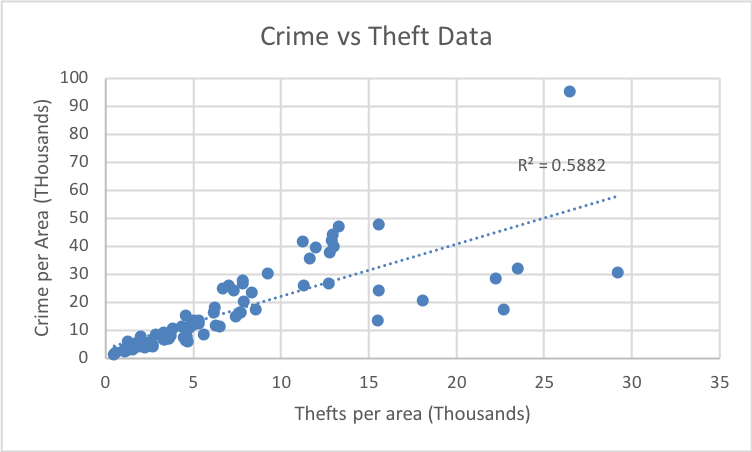 Crime vs Theft Data
100
90
80
70
60
50
40
30
20
10
0
R² = 0.5882
0 5 10 15 20 25 30 35
Crime per Area (THousands)
Thefts per area (Thousands)